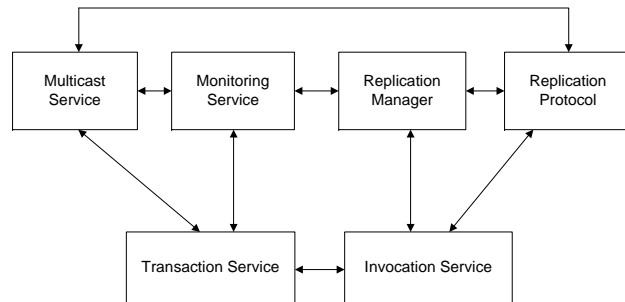 Multicast
Service
Monitoring
Service
Replication
Manager
Replication
Protocol
Transaction Service
Invocation Service